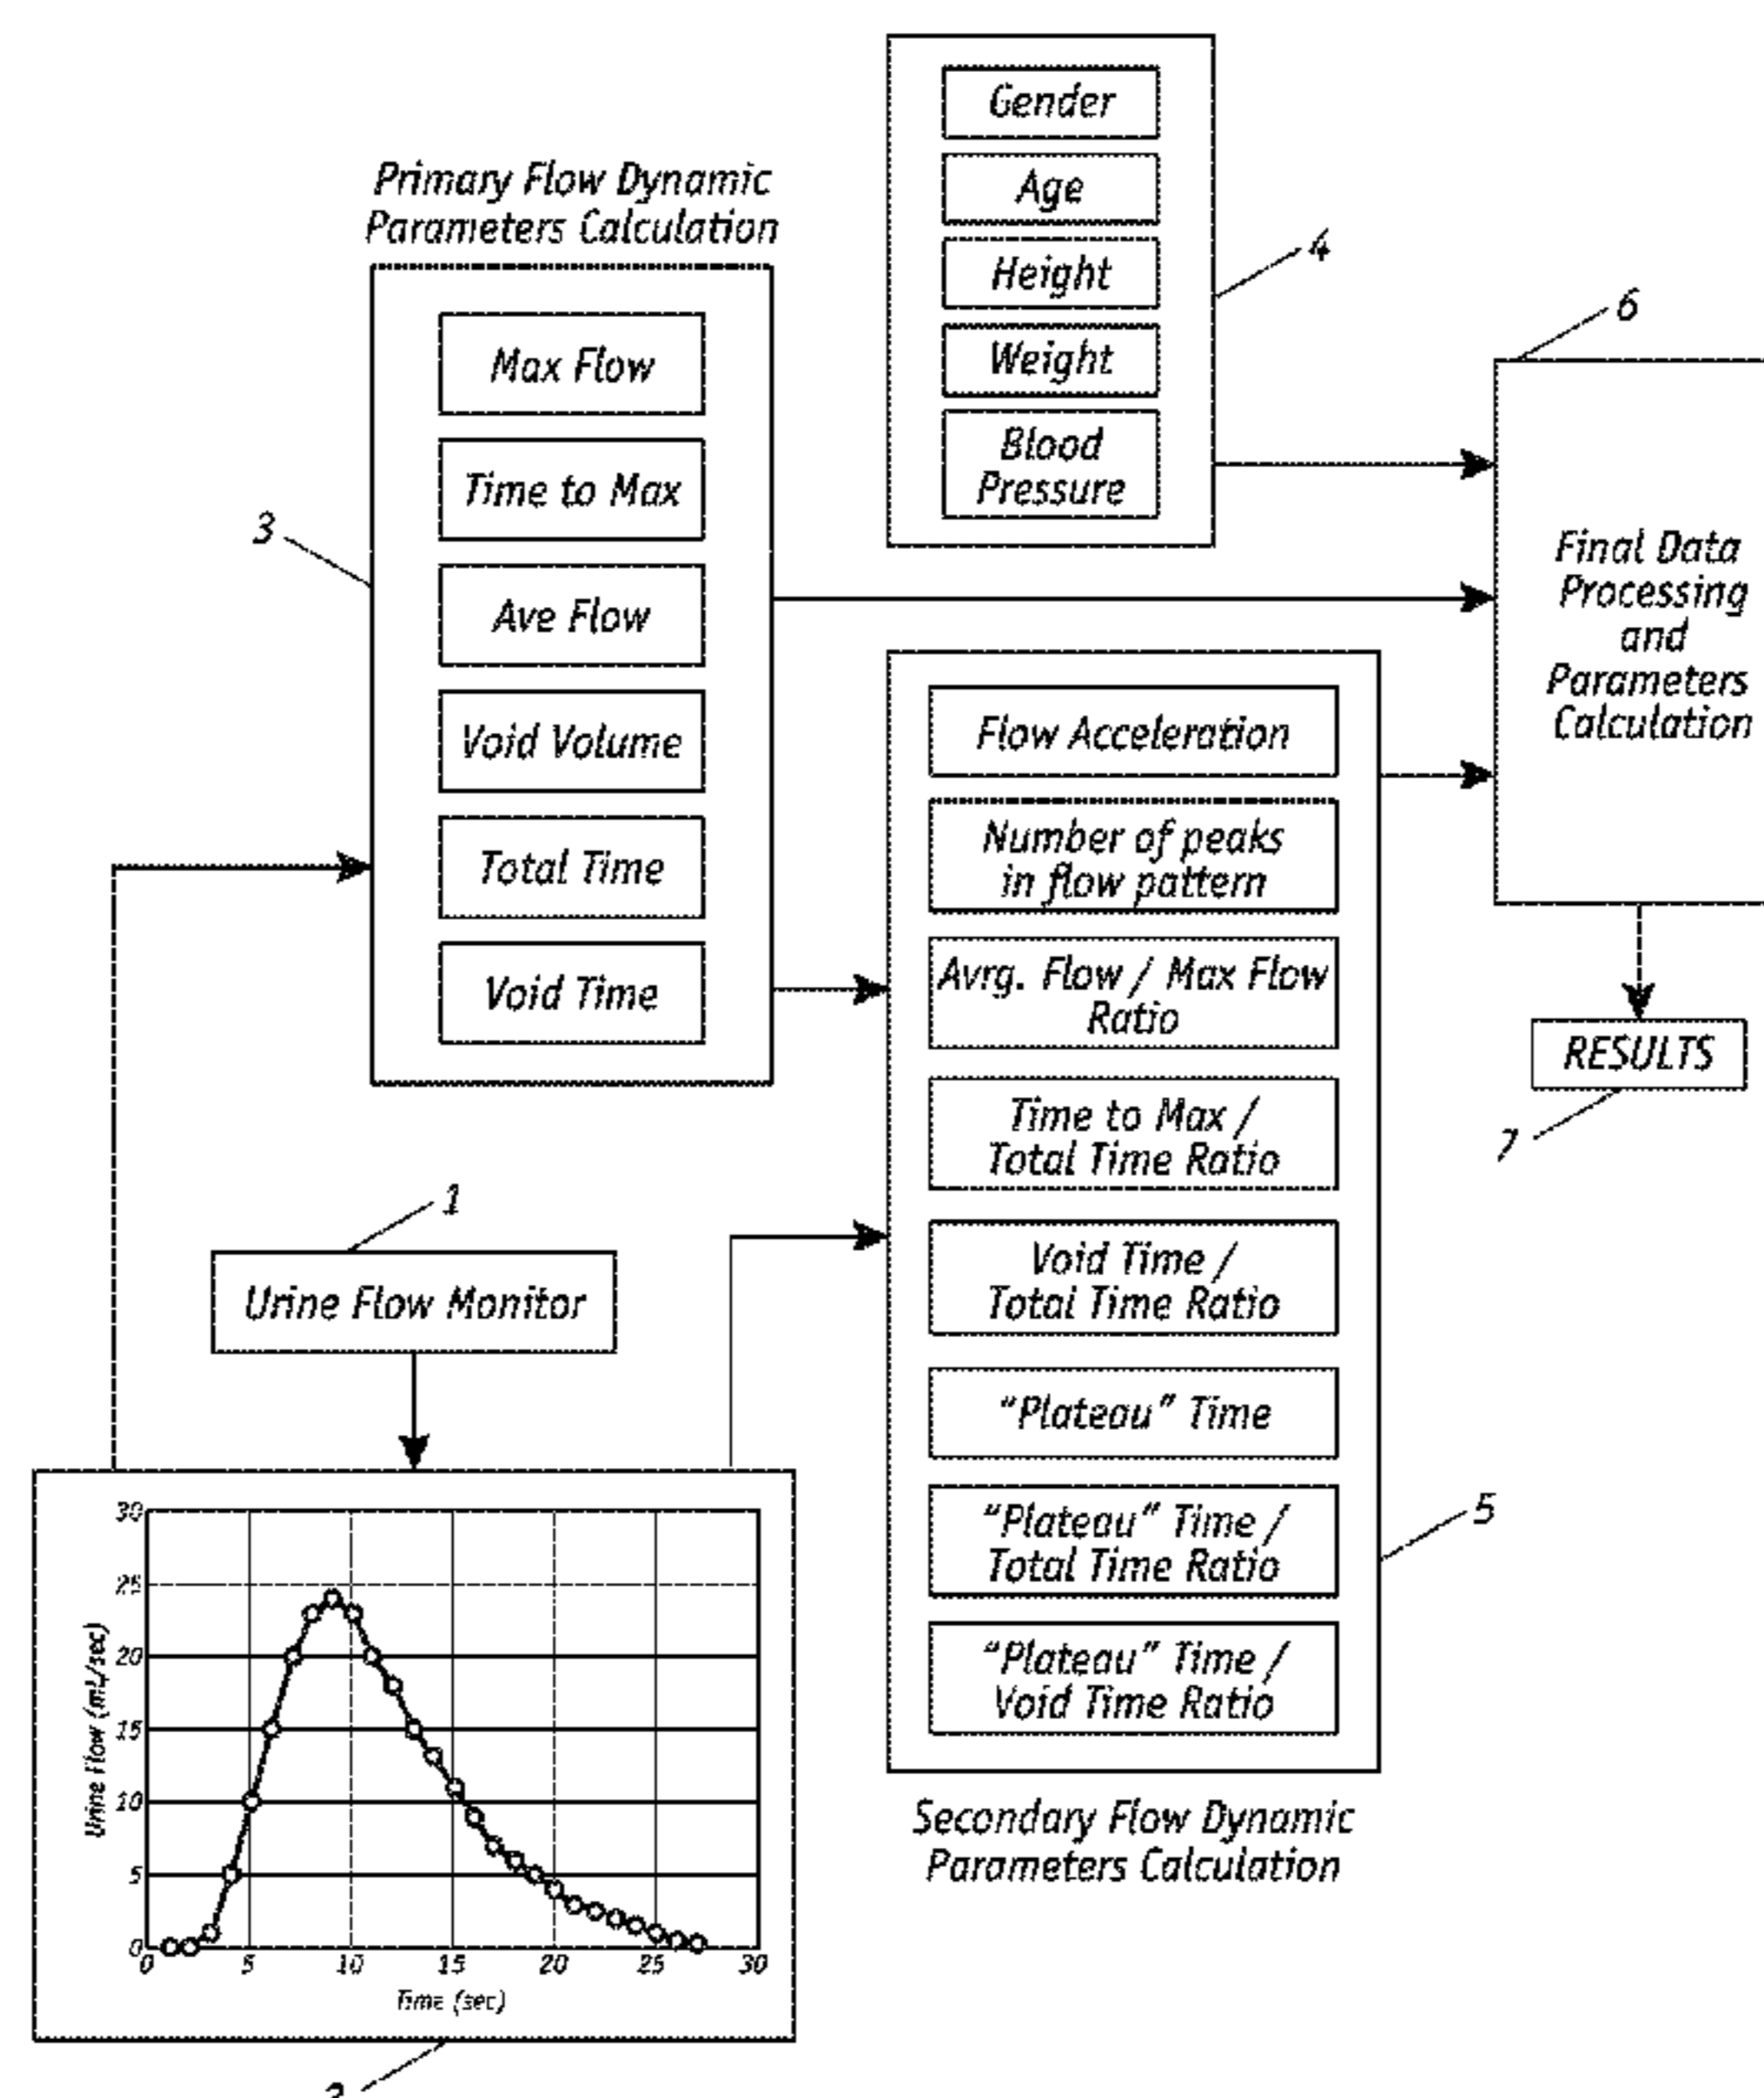 Gender
Age
Height
Weight
Blood
Pressure
4
Primary Flow Dynamic
Parameters Calculation
Max Flow
Time to Max
Ave Flow
Void Volume
Total Time
Void Time
3
6
Final Data
Processing
and
Parameters
Calculation
RESULTS
7
Flow Acceleration
Number of peaks
in flow pattern
Avrg. Flow / Max Flow
Ratio
Time to Max /
Total Time Ratio
Void Time /
Total Time Ratio
"Plateau" Time
"Plateau" Time /
Total Time Ratio
"Plateau" Time /
Void Time Ratio
5
Secondary Flow Dynamic
Parameters Calculation
1
Urine Flow Monitor
30
25
20
15
10
5
0
Urine Flow (mL/sec)
0 5 10 15 20 25 30
Time (sec)